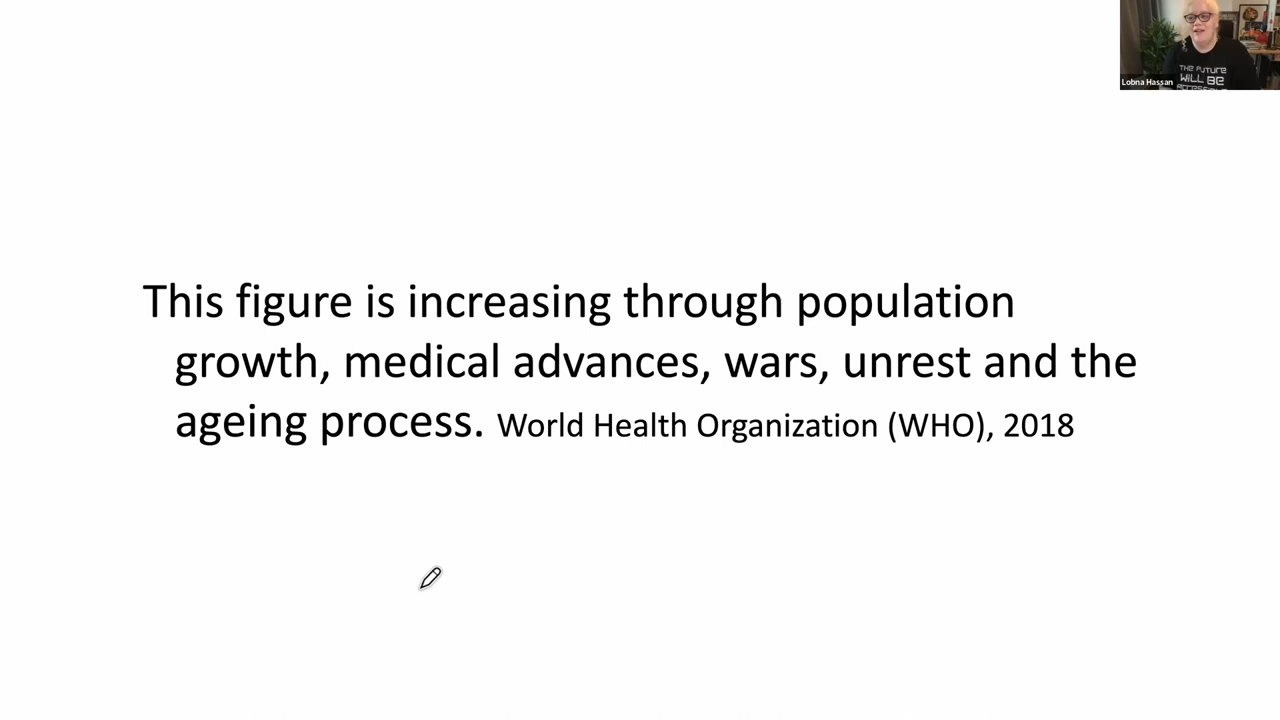 Lobna Hassan
THE FUTURE
WILL BE
ACCESSIBLE
This figure is increasing through population
growth, medical advances, wars, unrest and the
ageing process. World Health Organization (WHO), 2018